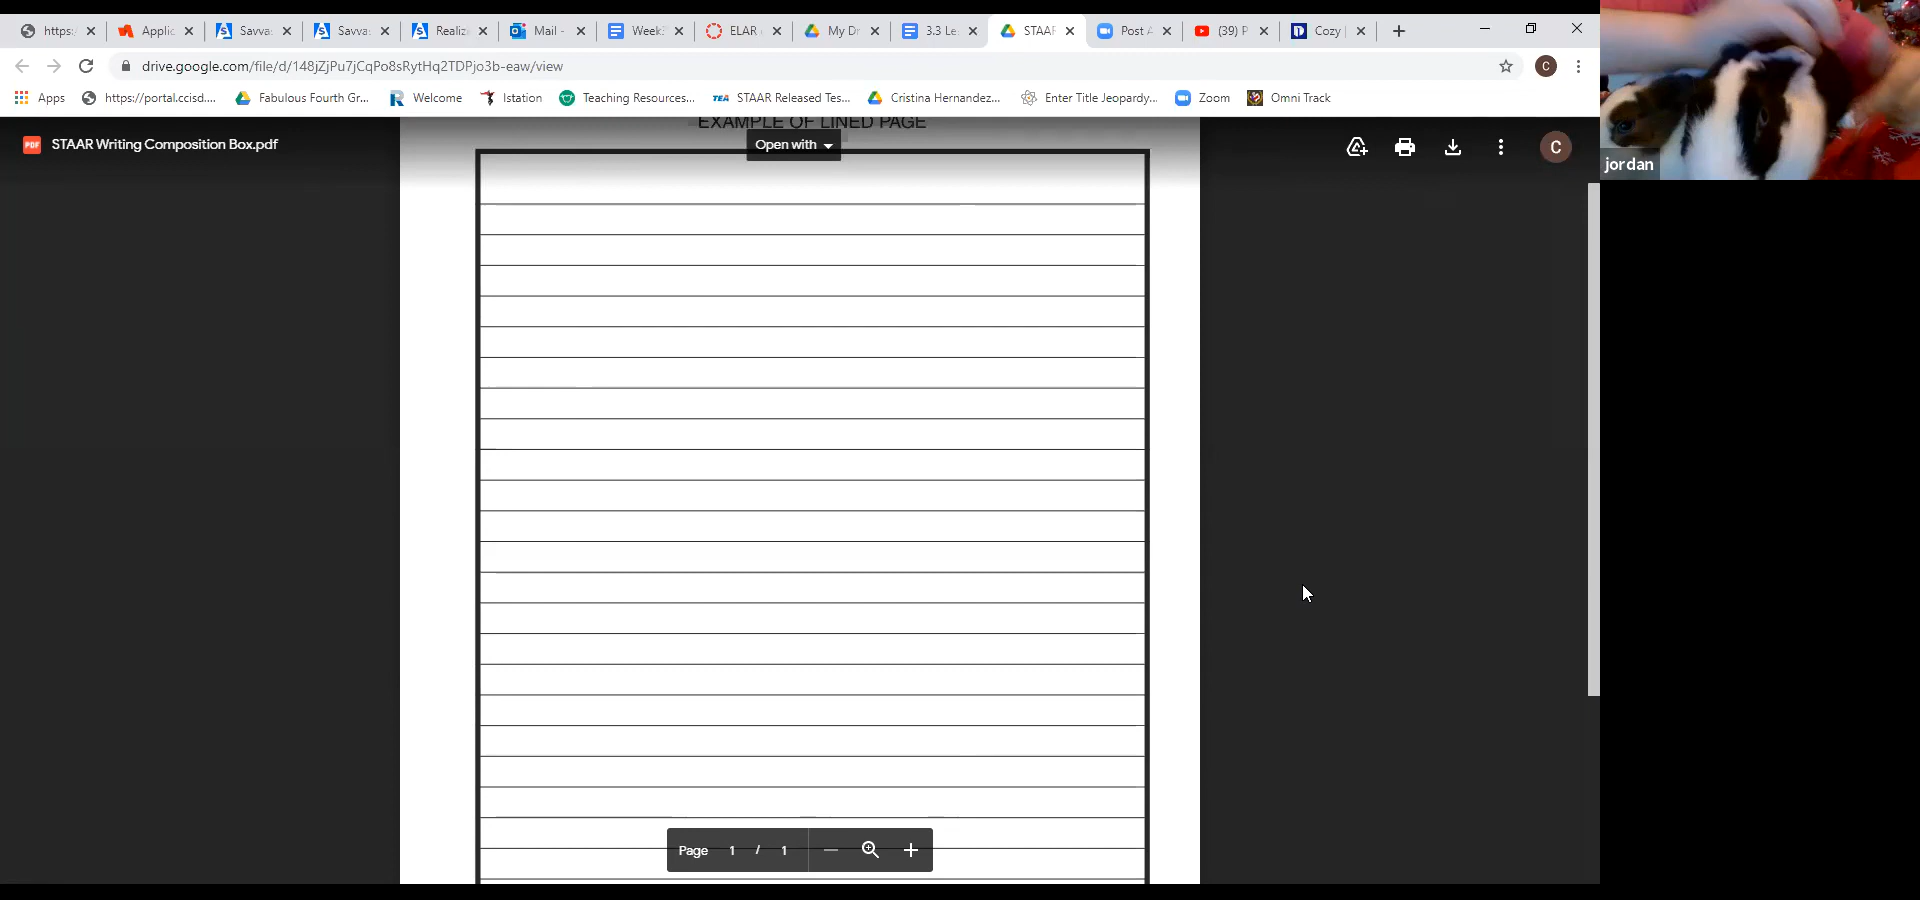 https: Applic Savva Savva Realiz Mail - Week ELAR My Dr 3.3 Le STAAR Post A (39) P Cozy
drive.google.com/file/d/148jZjPu7jCqPo8sRytHq2TDPjo3b-eaw/view C
Apps https://portal.ccisd.... Fabulous Fourth Gr... Welcome Istation Teaching Resources... TEA STAAR Released Tes... Cristina Hernandez... Enter Title Jeopardy... Zoom Omni Track
EXAMPLE OF LINED PAGE
PDF STAAR Writing Composition Box.pdf Open with C
jordan
Page 1 / 1